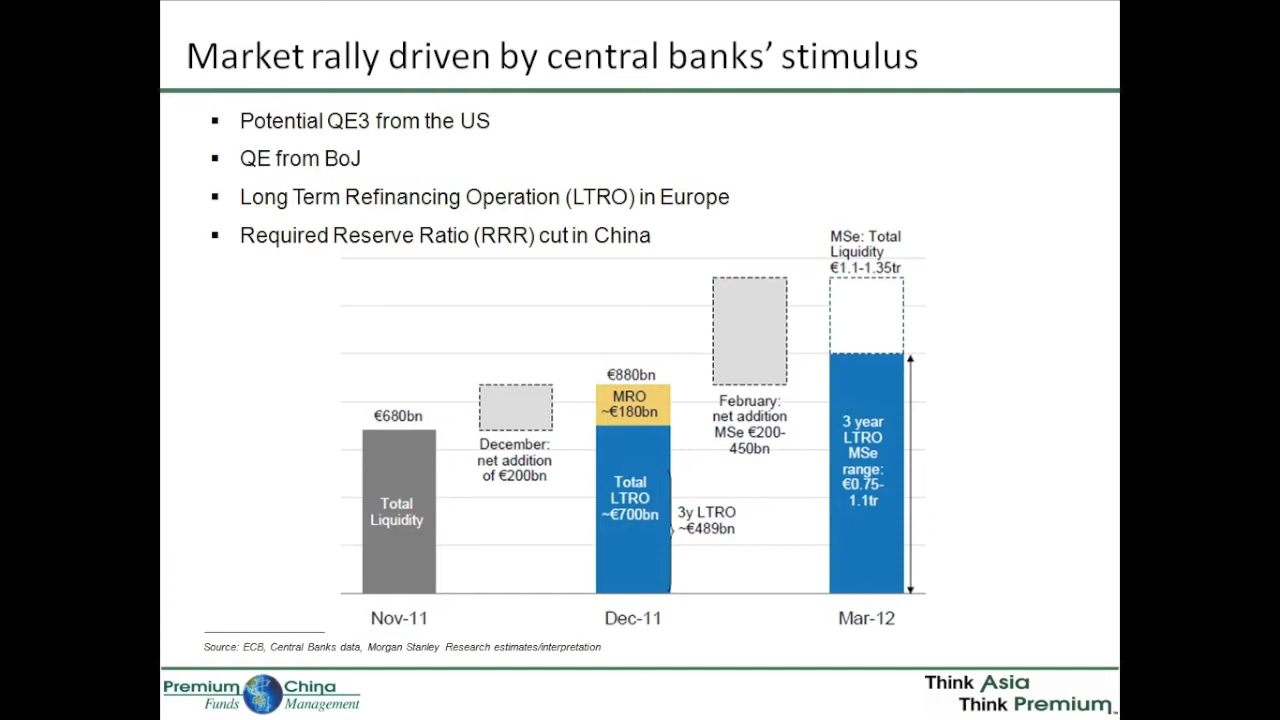 Market rally driven by central banks' stimulus
▪ Potential QE3 from the US
▪ QE from BoJ
▪ Long Term Refinancing Operation (LTRO) in Europe
▪ Required Reserve Ratio (RRR) cut in China
MSe: Total
Liquidity
€1.1-1.35tr
€680bn
Total
Liquidity
December:
net addition
of €200bn
€880bn
MRO
~€180bn
Total
LTRO
~€700bn
3y LTRO
~€489bn
February:
net addition
MSe €200-
450bn
3 year
LTRO
MSe
range:
€0.75-
1.1tr
Nov-11
Dec-11
Mar-12
Source: ECB, Central Banks data, Morgan Stanley Research estimates/interpretation
Premium China
Funds Management
Think Asia
Think Premium™